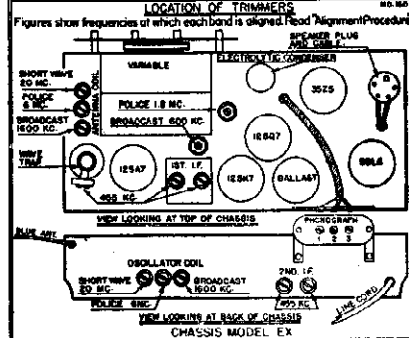 LOCATION OF TRIMMERS
Figures show frequencies at which each band is aligned. Read "Alignment Procedure
SPEAKER PLUG
AND CABLE
ELECTROLYTIC CONDENSER
VARIABLE
35Z5
SHORT WAVE
20 MC.
POLICE
6 MC.
BROADCAST
1600 KC.
ANTENNA COIL
POLICE 1.8 MC.
BROADCAST 600 KC.
WAVE
TRAP
12SA7
1ST. I.F.
12SQ7
12SK7
BALLAST
455 KC
VIEW LOOKING AT TOP OF CHASSIS
PHONOGRAPH
1 2 3
BLUE ANT.
OSCILLATOR COIL
SHORT WAVE
20 MC.
BROADCAST
1600 KC.
POLICE 6MC.
2ND. I.F.
455 KC
LINE CORD
VIEW LOOKING AT BACK OF CHASSIS
CHASSIS MODEL EX